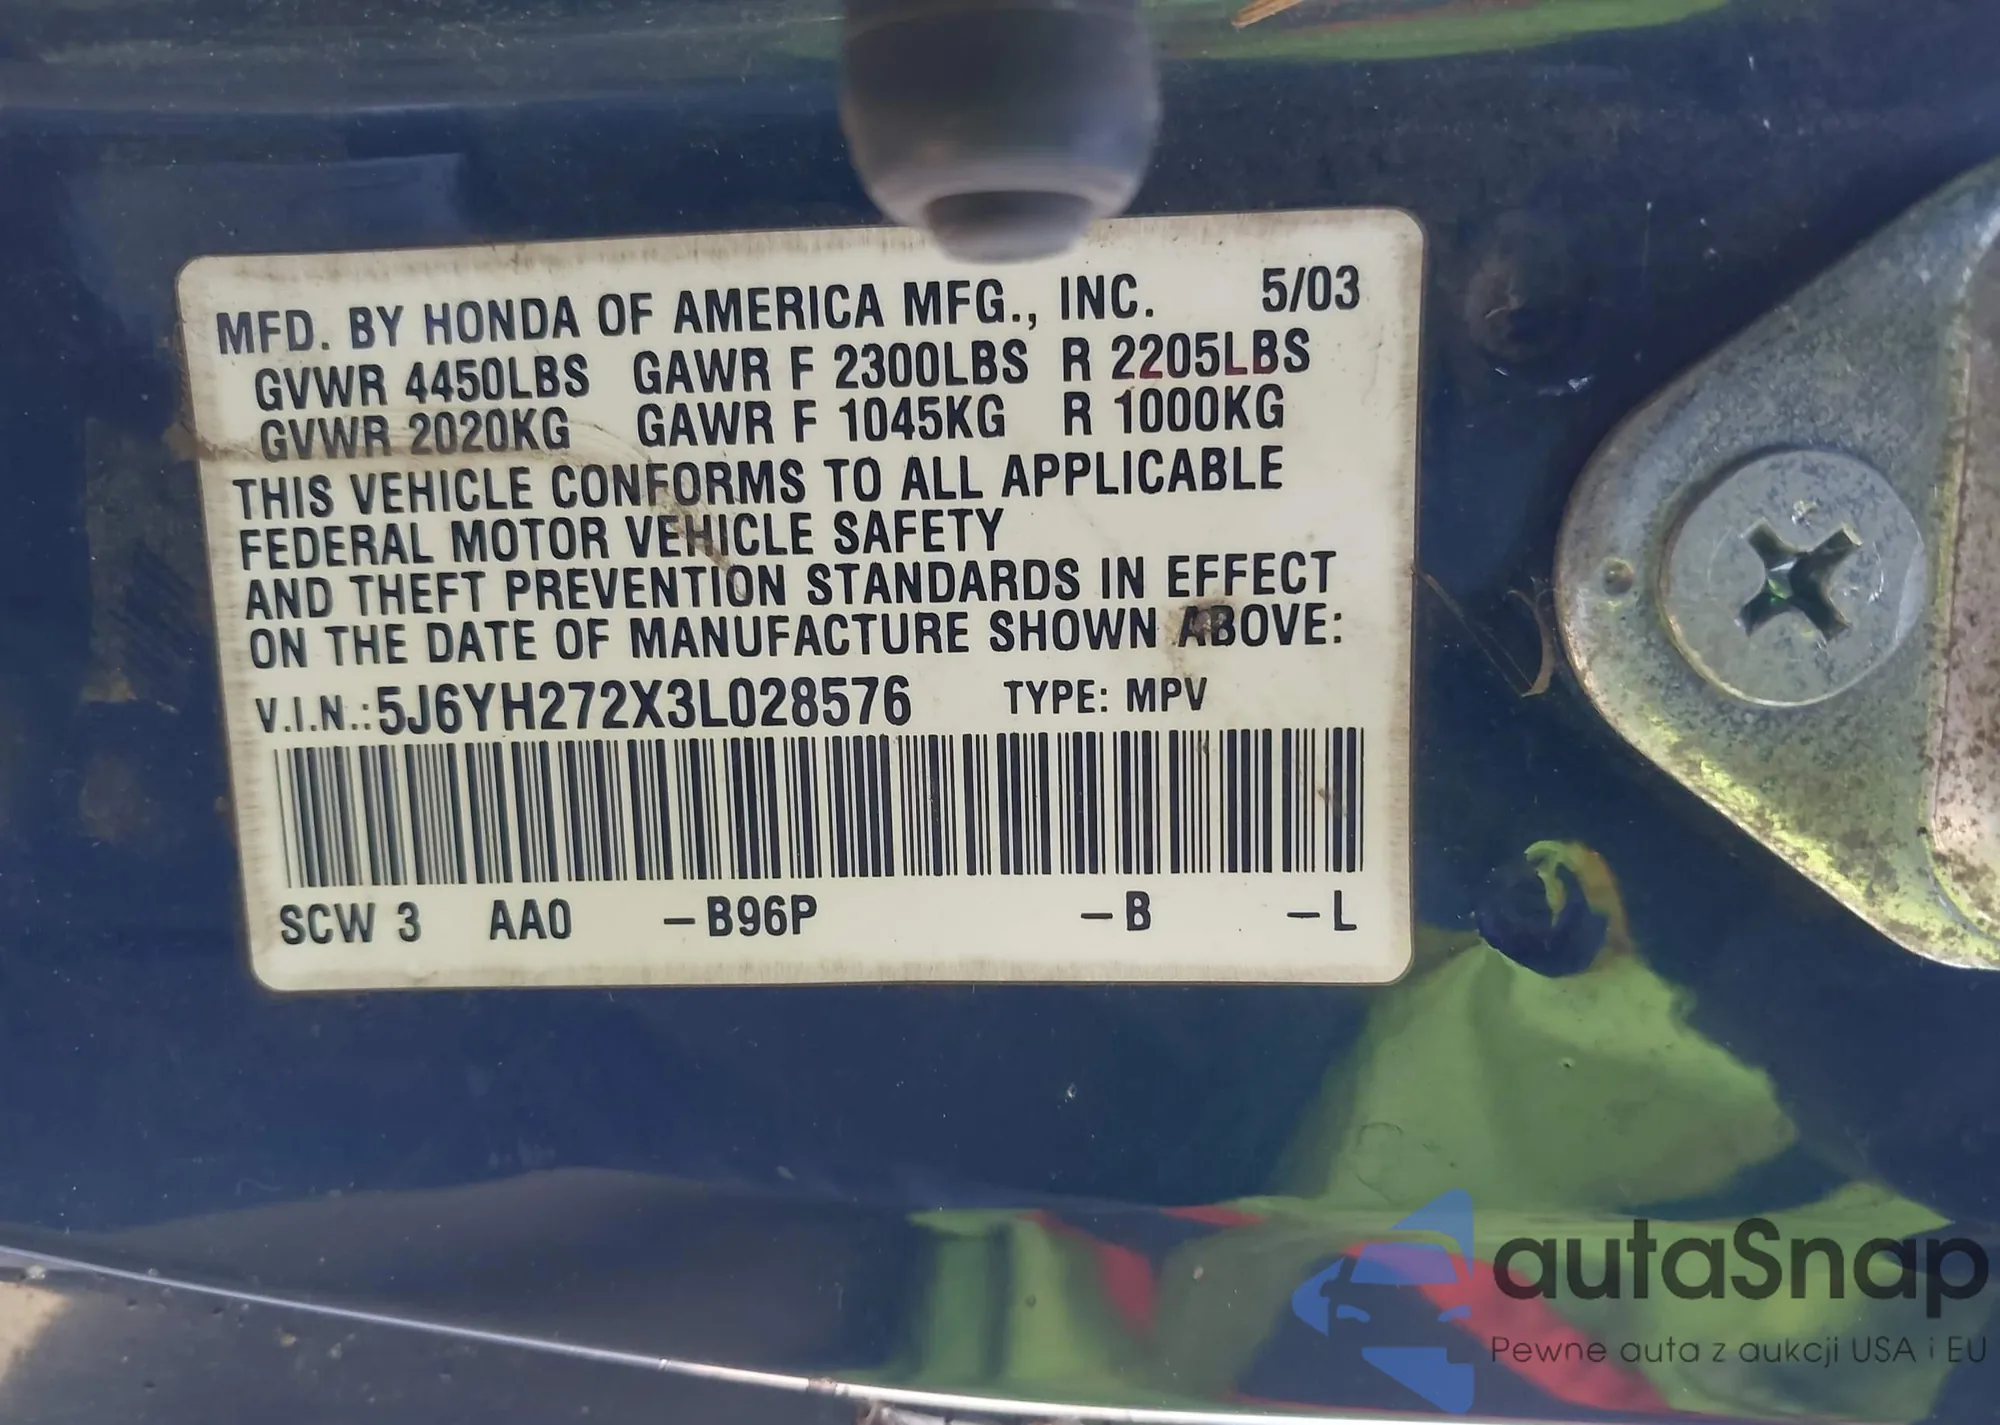 MFD. BY HONDA OF AMERICA MFG., INC. 5/03
GVWR 4450LBS GAWR F 2300LBS R 2205LBS
GVWR 2020KG GAWR F 1045KG R 1000KG
THIS VEHICLE CONFORMS TO ALL APPLICABLE
FEDERAL MOTOR VEHICLE SAFETY
AND THEFT PREVENTION STANDARDS IN EFFECT
ON THE DATE OF MANUFACTURE SHOWN ABOVE:
V.I.N.:5J6YH272X3L028576 TYPE: MPV
SCW 3 AA0 –B96P –B –L
autaSnap
Pewne auta z aukcji USA i EU